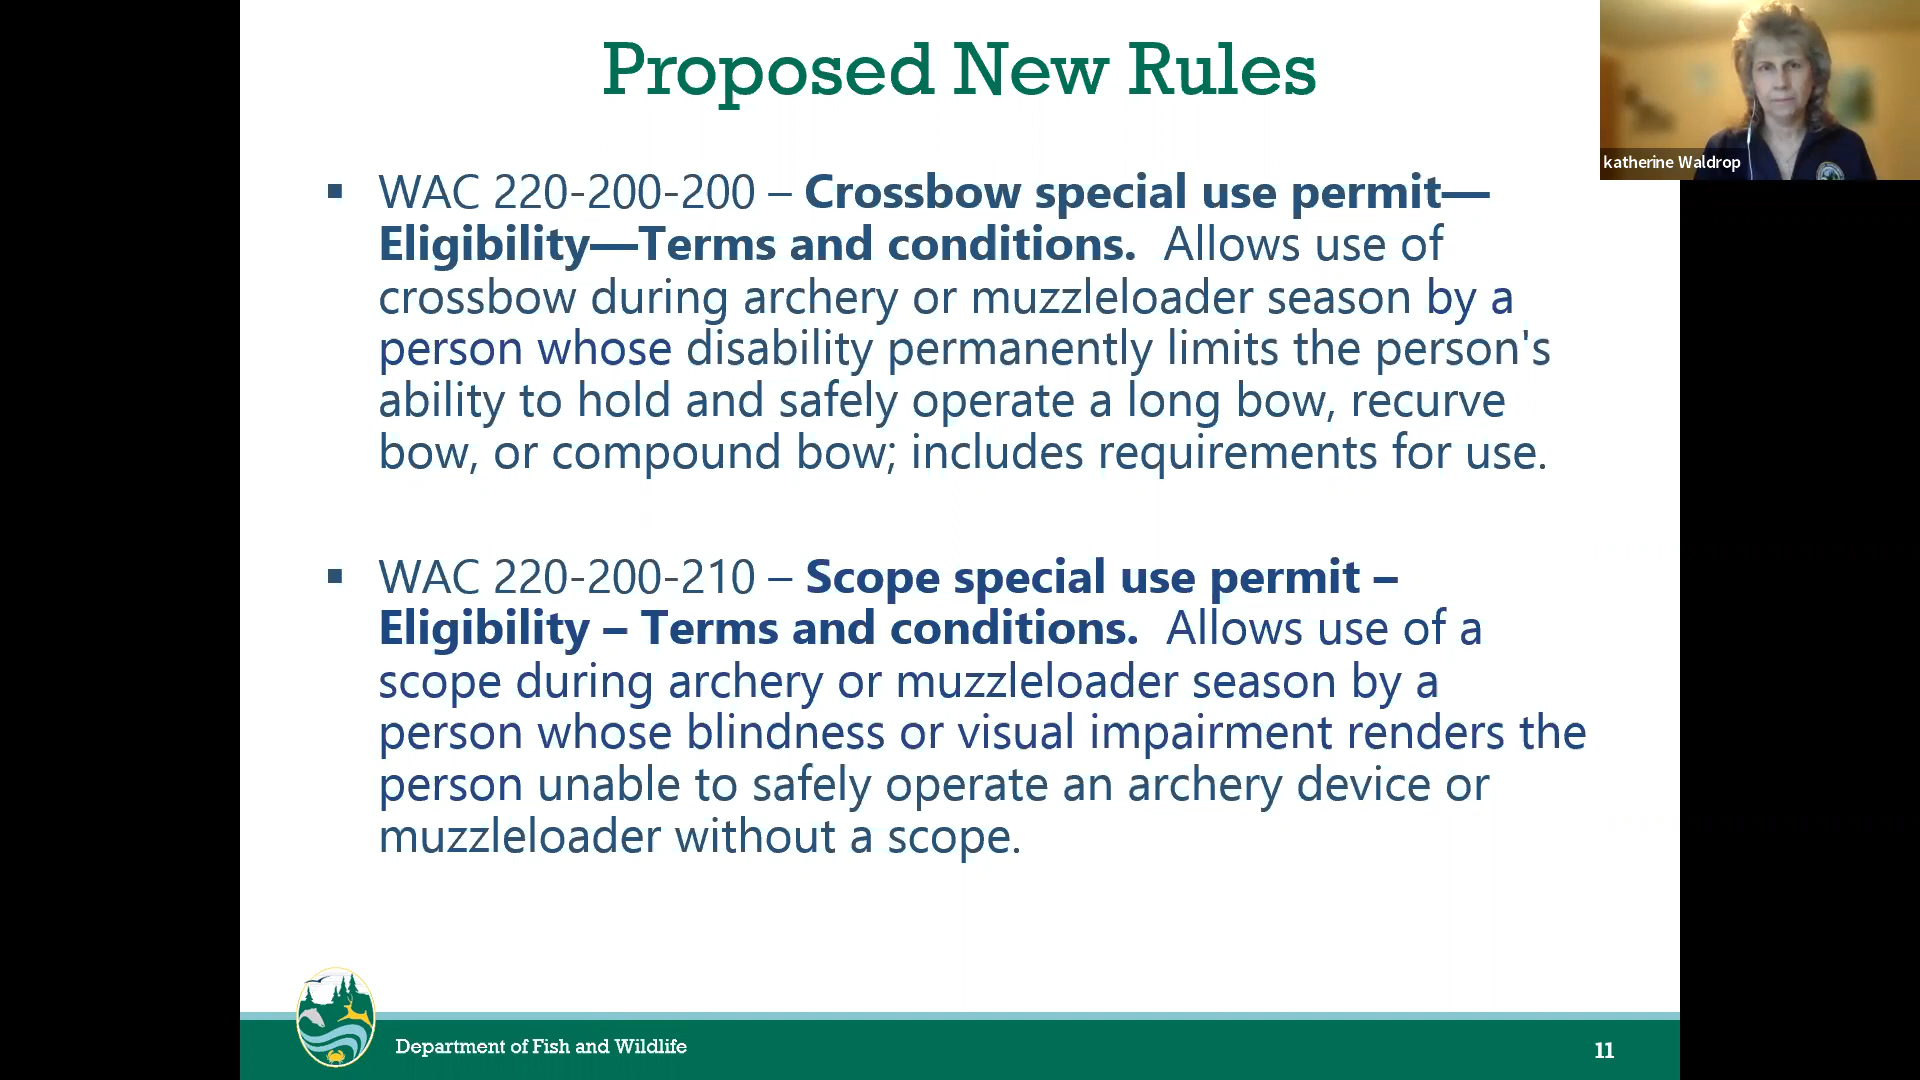 Proposed New Rules
katherine Waldrop
▪ WAC 220-200-200 – Crossbow special use permit—
Eligibility—Terms and conditions.  Allows use of
crossbow during archery or muzzleloader season by a
person whose disability permanently limits the person's
ability to hold and safely operate a long bow, recurve
bow, or compound bow; includes requirements for use.
▪ WAC 220-200-210 – Scope special use permit –
Eligibility – Terms and conditions.  Allows use of a
scope during archery or muzzleloader season by a
person whose blindness or visual impairment renders the
person unable to safely operate an archery device or
muzzleloader without a scope.
Department of Fish and Wildlife
11